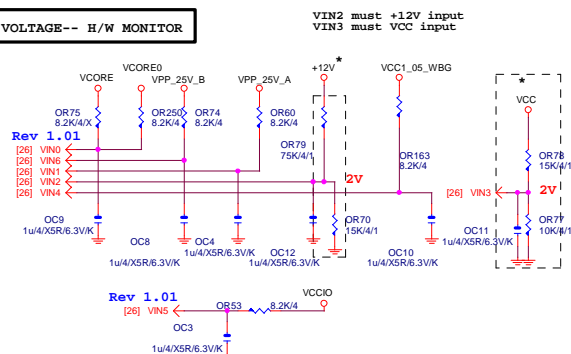 VOLTAGE-- H/W MONITOR
VIN2 must +12V input
VIN3 must VCC input
VCORE
VCORE0
VPP_25V_B
VPP_25V_A
+12V *
VCC1_05_WBG
*
VCC
OR75
8.2K/4/X
OR250
8.2K/4
OR74
8.2K/4
OR60
8.2K/4
OR79
75K/4/1
OR163
8.2K/4
OR78
15K/4/1
Rev 1.01
[26] VIN0
[26] VIN6
[26] VIN1
[26] VIN2
[26] VIN4
2V
[26] VIN3
2V
OC9
1u/4/X5R/6.3V/K
OC8
1u/4/X5R/6.3V/K
OC4
OC12
1u/4/X5R/6.3V/K
OR70
15K/4/1
OC10
1u/4/X5R/6.3V/K
OC11
1u/4/X5R/6.3V/K
OR77
10K/4/1
Rev 1.01
[26] VIN5
OR53
8.2K/4
VCCIO
OC3
1u/4/X5R/6.3V/K